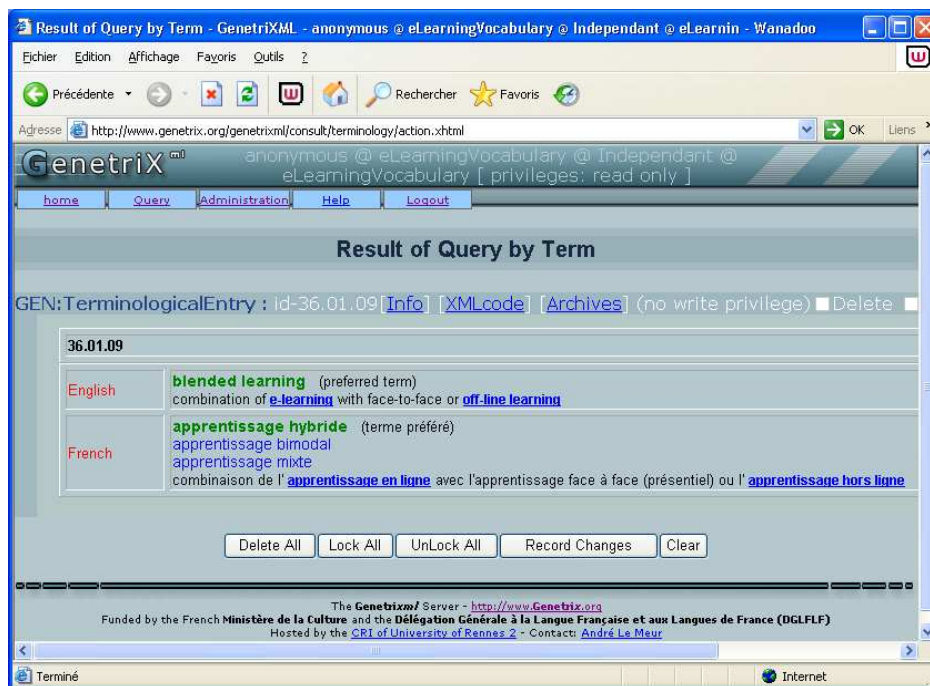 Result of Query by Term - GenetriXML - anonymous @ eLearningVocabulary @ Independant @ eLearnin - Wanadoo
Fichier Edition Affichage Favoris Outils ?
Précédente Rechercher Favoris
Adresse http://www.genetrix.org/genetrixml/consult/terminology/action.xhtml OK Liens »
GenetriX ml anonymous @ eLearningVocabulary @ Independant @
eLearningVocabulary [ privileges: read only ]
home Query Administration Help Logout
Result of Query by Term
GEN:TerminologicalEntry : id-36.01.09[Info] [XMLcode] [Archives] (no write privilege) Delete
36.01.09
English
blended learning (preferred term)
combination of e-learning with face-to-face or off-line learning
French
apprentissage hybride (terme préféré)
apprentissage bimodal
apprentissage mixte
combinaison de l' apprentissage en ligne avec l'apprentissage face à face (présentiel) ou l' apprentissage hors ligne
Delete All Lock All UnLock All Record Changes Clear
The Genetrixml Server - http://www.Genetrix.org
Funded by the French Ministère de la Culture and the Délégation Générale à la Langue Française et aux Langues de France (DGLFLF)
Hosted by the CRI of University of Rennes 2 - Contact: André Le Meur
Terminé Internet